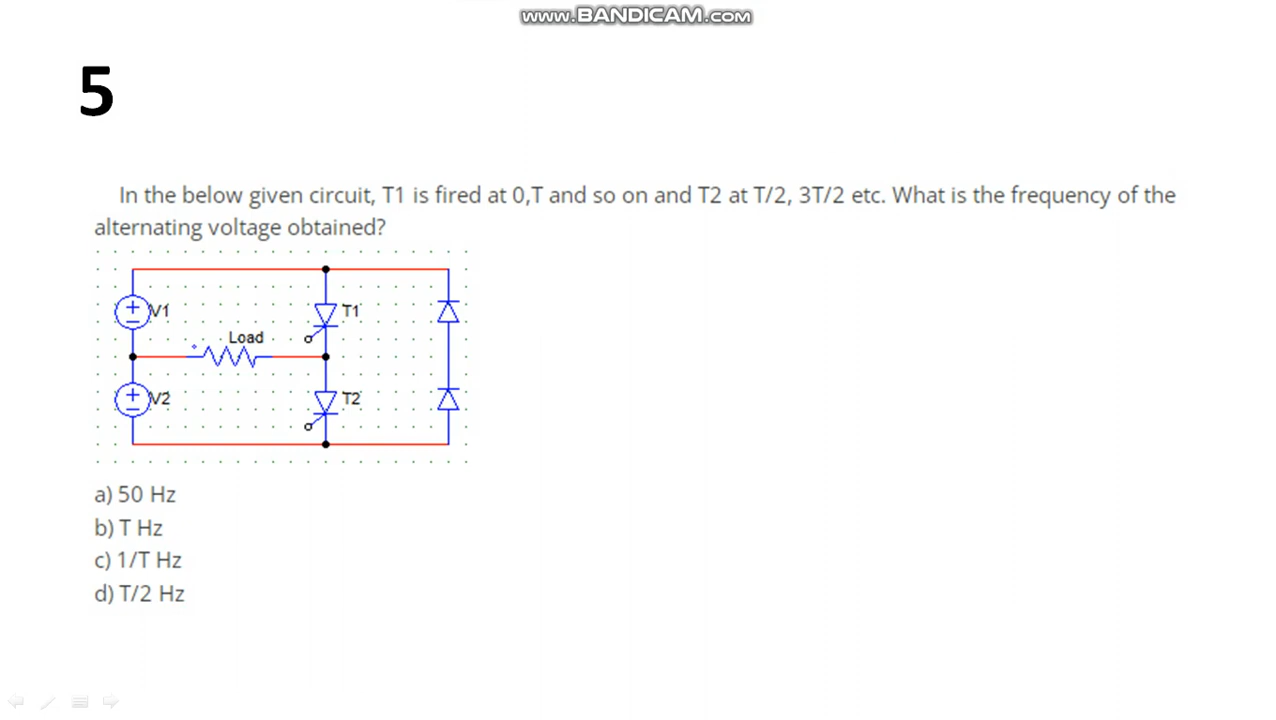 www.BANDICAM.com
5
In the below given circuit, T1 is fired at 0,T and so on and T2 at T/2, 3T/2 etc. What is the frequency of the
alternating voltage obtained?
V1
T1
Load
V2
T2
a) 50 Hz
b) T Hz
c) 1/T Hz
d) T/2 Hz